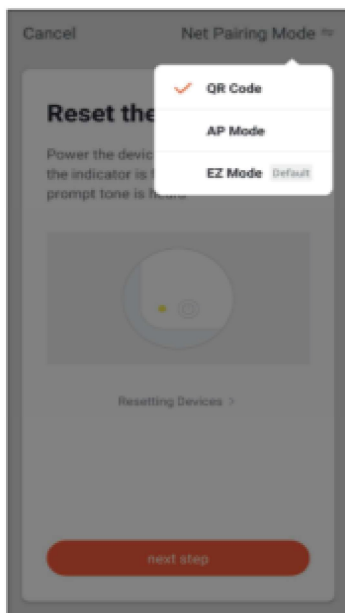 Cancel
Net Pairing Mode
QR Code
AP Mode
EZ Mode Default
Reset the
Power the devic
the indicator is f
prompt tone is heard
Resetting Devices >
next step